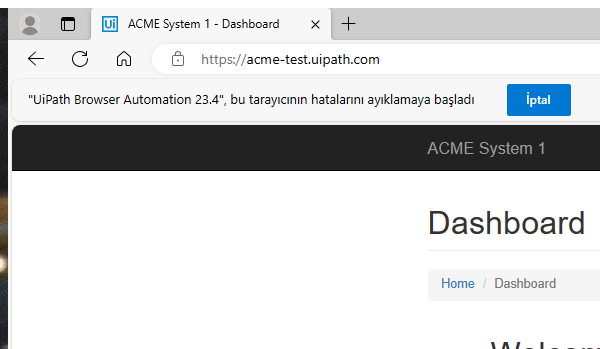 Ui ACME System 1 - Dashboard
https://acme-test.uipath.com
"UiPath Browser Automation 23.4", bu tarayıcının hatalarını ayıklamaya başladı
İptal
ACME System 1
Dashboard
Home / Dashboard